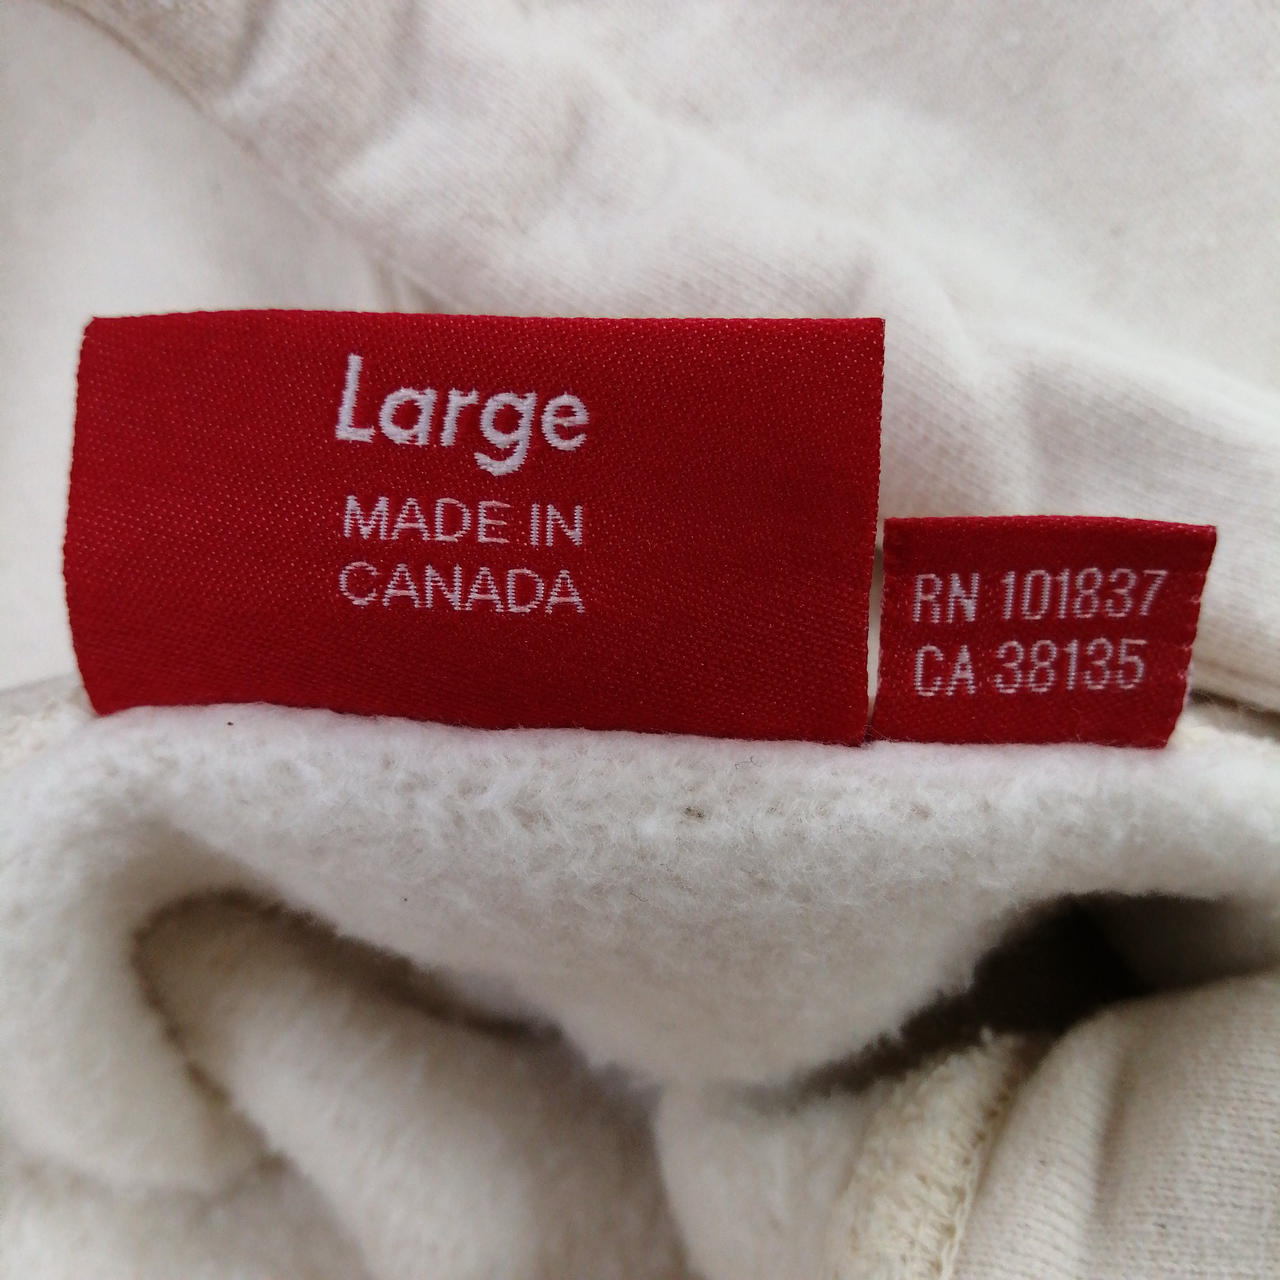 Large
MADE IN
CANADA
RN 101837
CA 38135